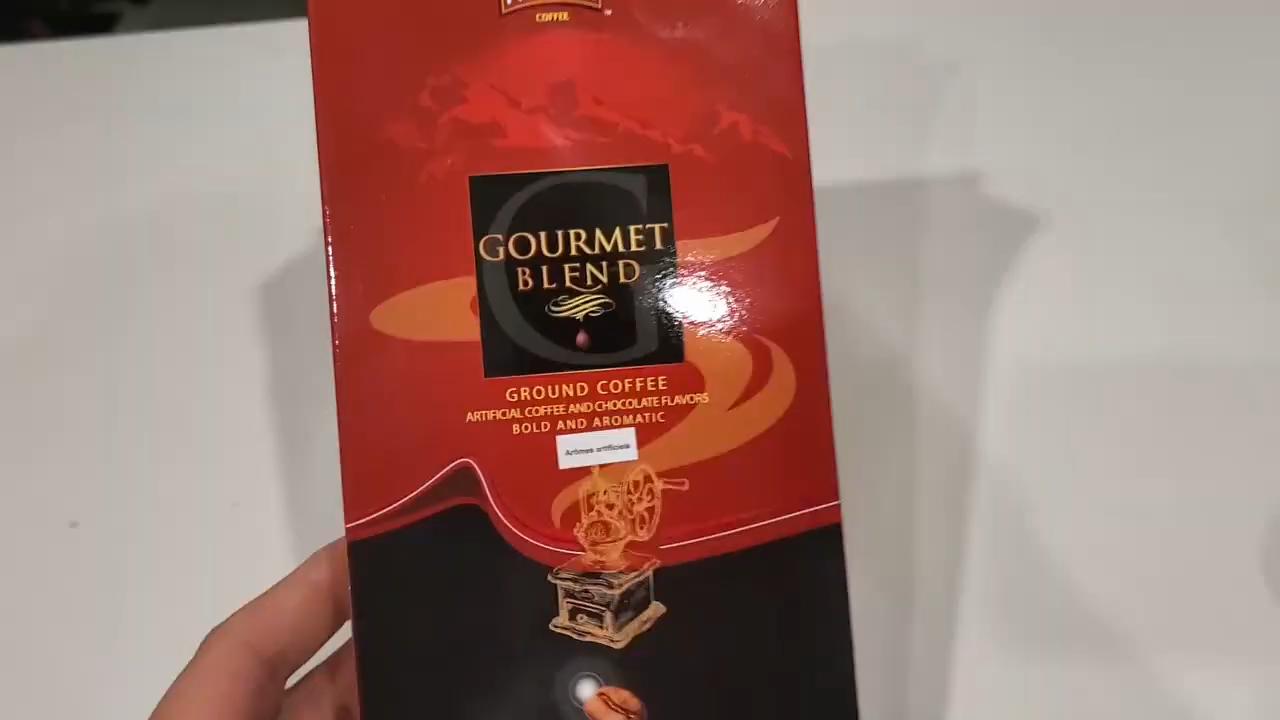 COFFEE
GOURMET
BLEND
GROUND COFFEE
ARTIFICIAL COFFEE AND CHOCOLATE FLAVORS
BOLD AND AROMATIC
Arômes artificiels